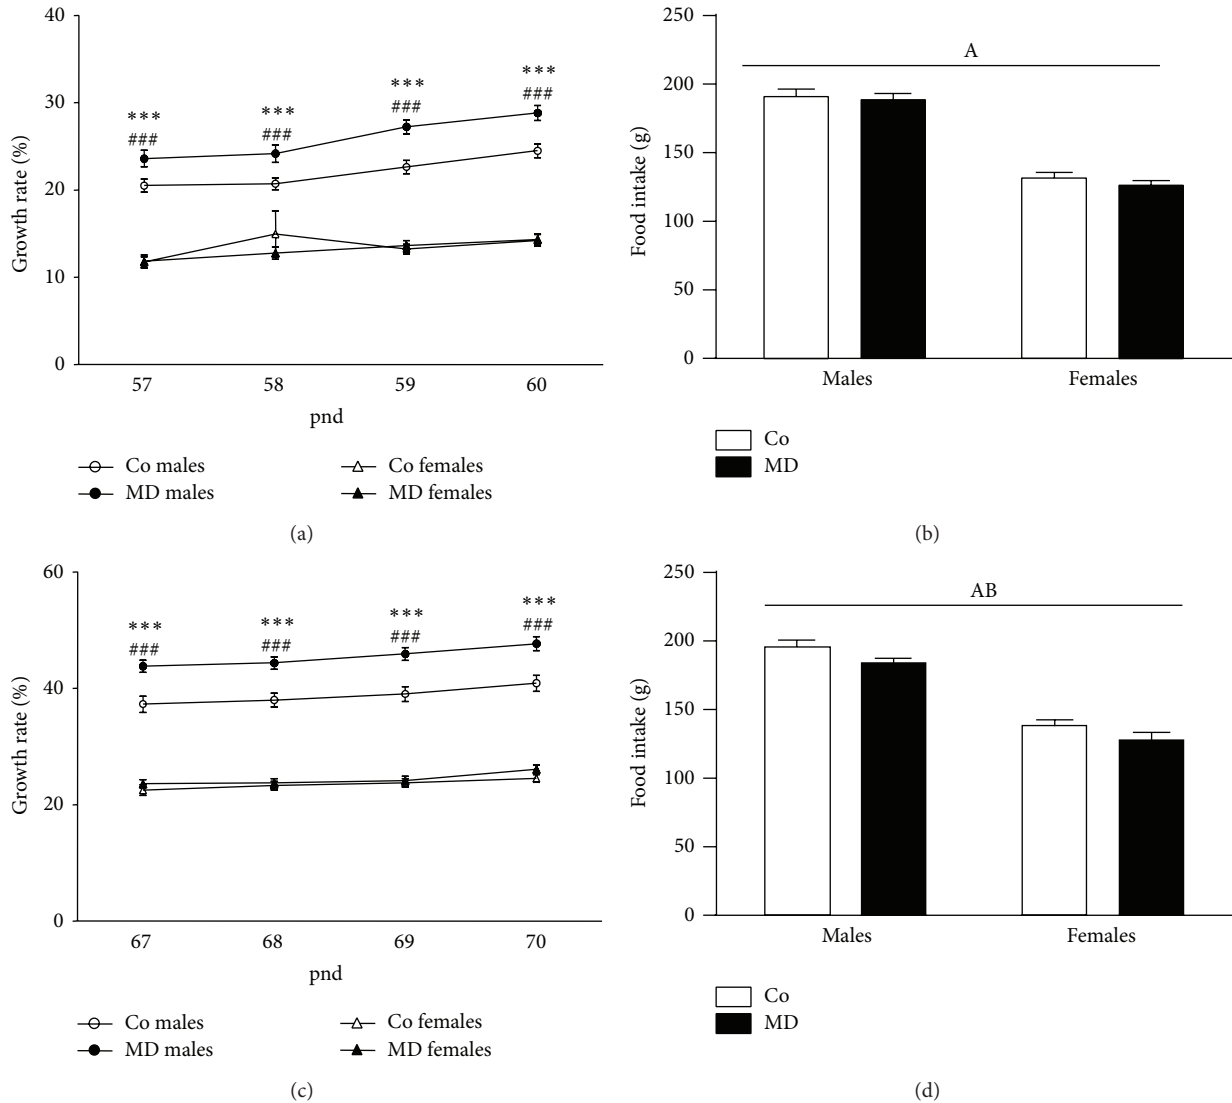 40
30
20
10
0
Growth rate (%)
***
###
***
###
***
###
***
###
57 58 59 60
pnd
Co males
MD males
Co females
MD females
(a)
250
200
150
100
50
0
Food intake (g)
A
Males Females
Co
MD
(b)
60
40
20
0
Growth rate (%)
***
###
***
###
***
###
***
###
67 68 69 70
pnd
Co males
MD males
Co females
MD females
(c)
250
200
150
100
50
0
Food intake (g)
AB
Males Females
Co
MD
(d)